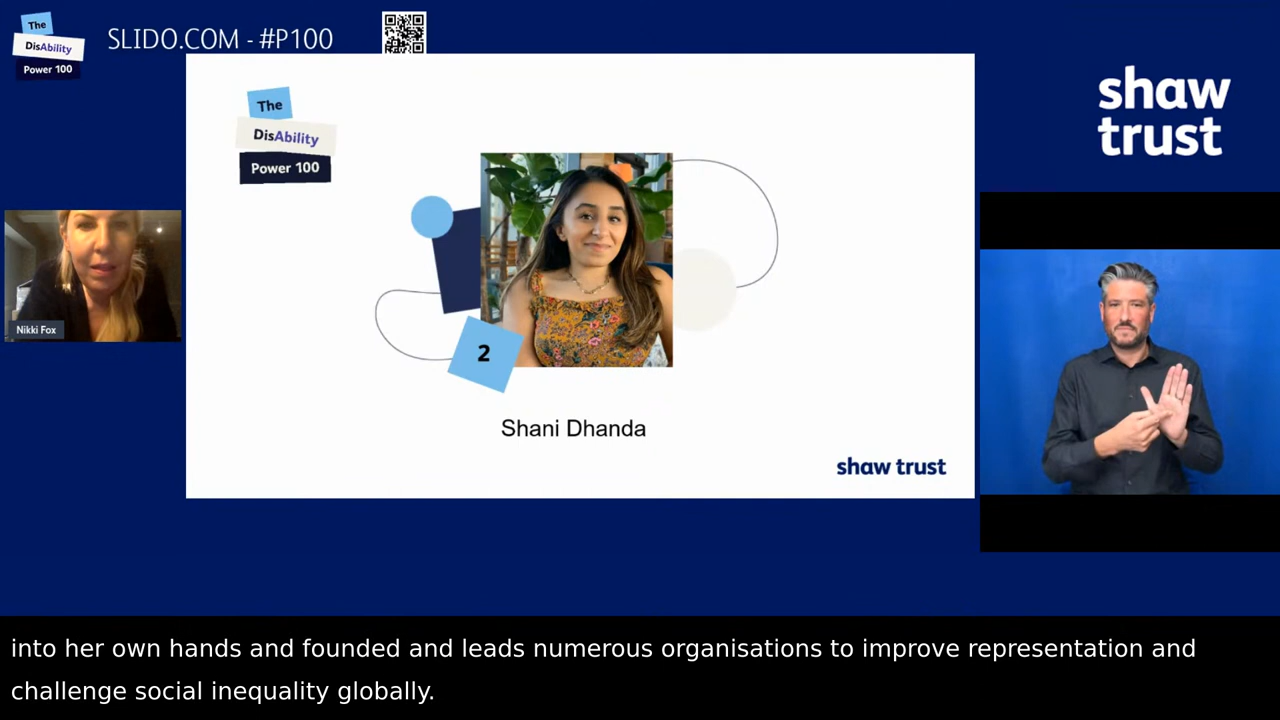 The
DisAbility
Power 100
SLIDO.COM - #P100
shaw
trust
The
DisAbility
Power 100
Nikki Fox
2
Shani Dhanda
shaw trust
into her own hands and founded and leads numerous organisations to improve representation and
challenge social inequality globally.